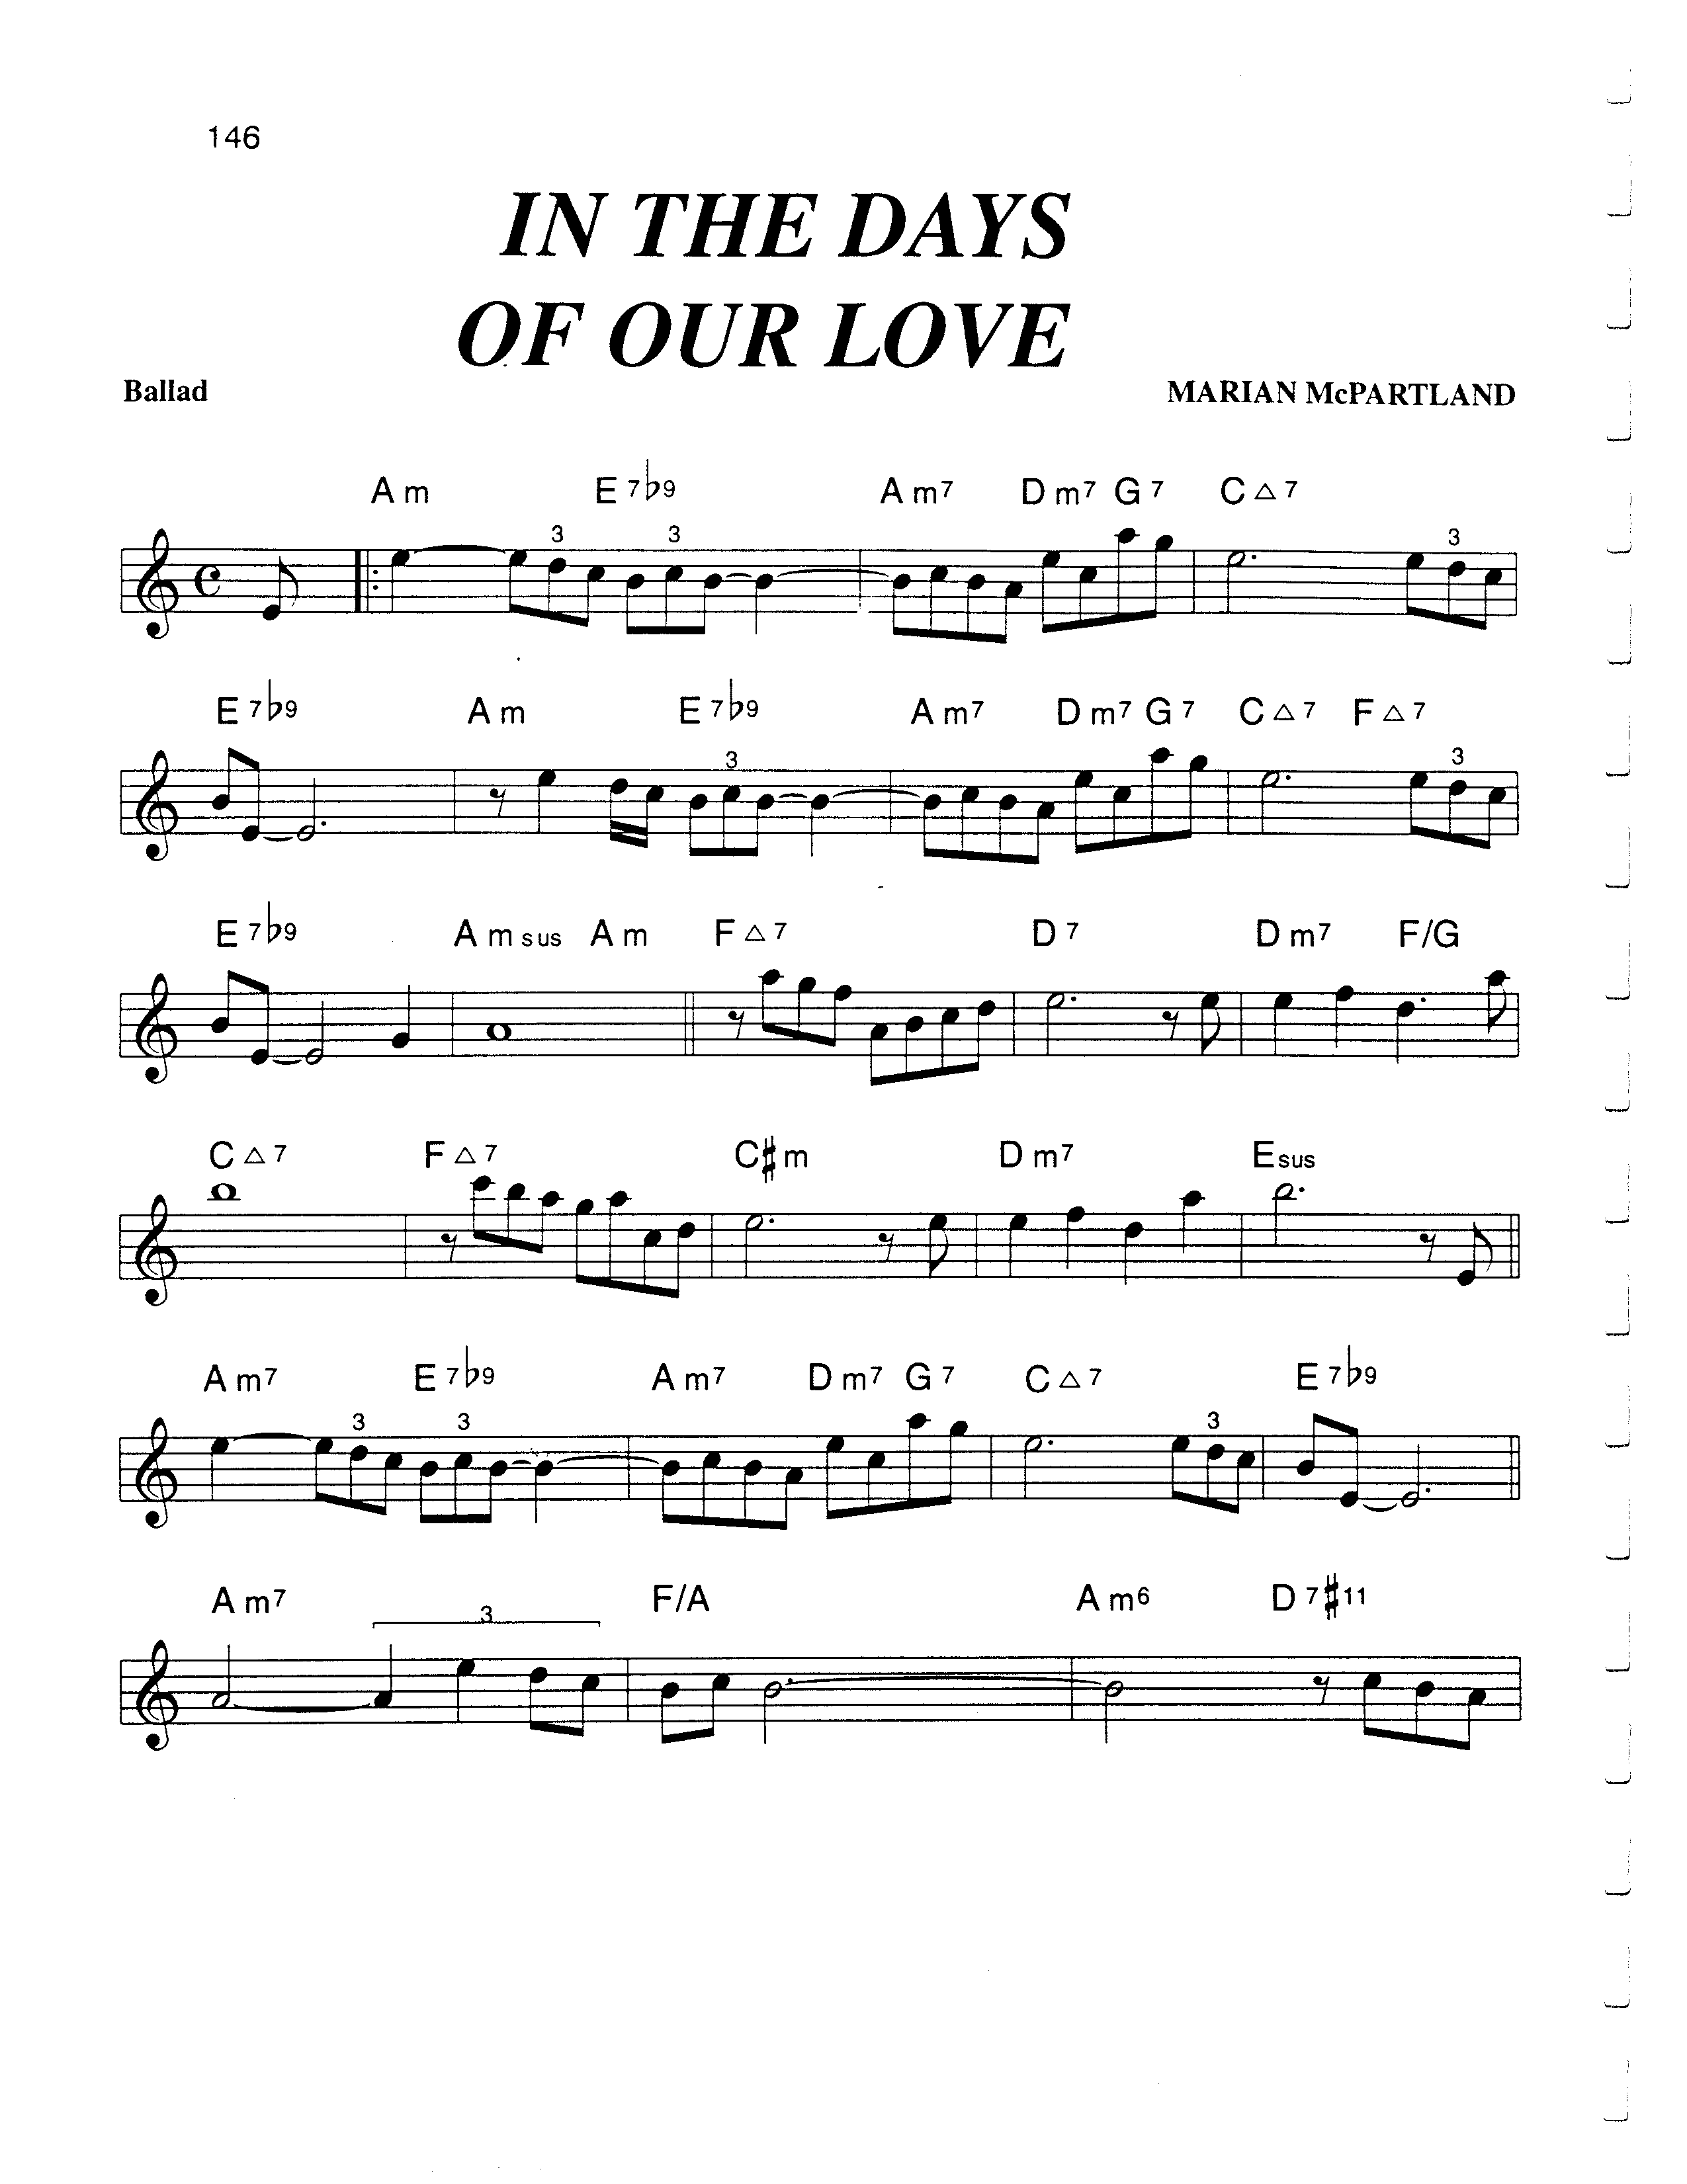 146
IN THE DAYS
OF OUR LOVE
Ballad
MARIAN McPARTLAND
Am E7♭9 Am7 Dm7 G7 C△7
3 3 3
E7♭9 Am E7♭9 Am7 Dm7 G7 C△7 F△7
3 3
E7♭9 Amsus Am F△7 D7 Dm7 F/G
C△7 F△7 C♯m Dm7 Esus
Am7 E7♭9 Am7 Dm7 G7 C△7 E7♭9
3 3 3
Am7 F/A Am6 D7♯11
3